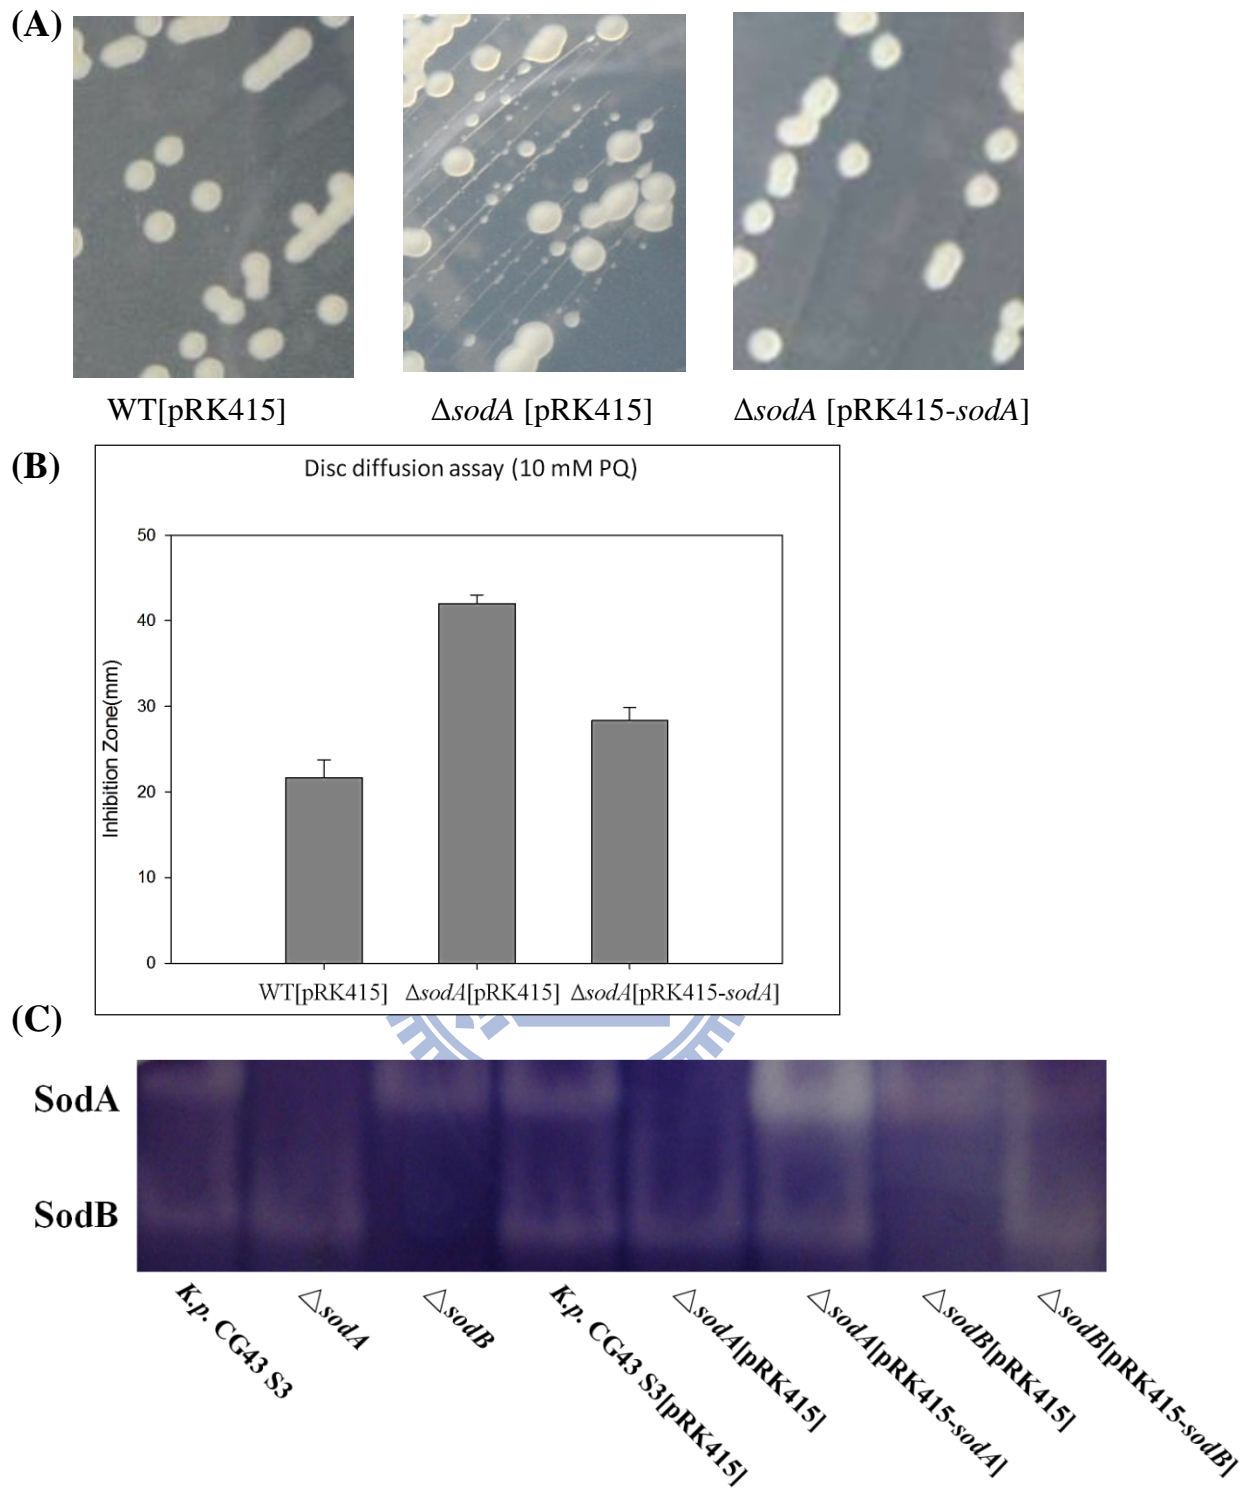 (A)
WT[pRK415]
ΔsodA [pRK415]
ΔsodA [pRK415-sodA]
(B)
Disc diffusion assay (10 mM PQ)
Inhibition Zone(mm)
50
40
30
20
10
0
WT[pRK415]
ΔsodA[pRK415]
ΔsodA[pRK415-sodA]
(C)
SodA
SodB
K.p. CG43 S3
△sodA
△sodB
K.p. CG43 S3[pRK415]
△sodA[pRK415]
△sodA[pRK415-sodA]
△sodB[pRK415]
△sodB[pRK415-sodB]